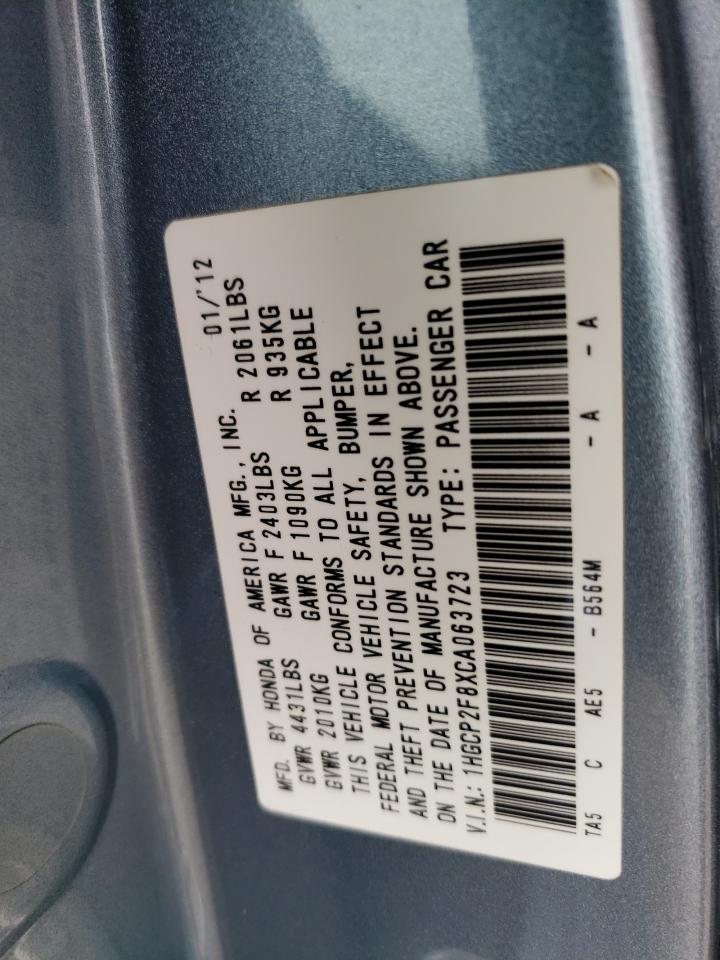 MFD. BY HONDA OF AMERICA MFG., INC. 01/'12
GVWR 4431LBS GAWR F 2403LBS R 2061LBS
GVWR 2010KG GAWR F 1090KG R 935KG
THIS VEHICLE CONFORMS TO ALL APPLICABLE
FEDERAL MOTOR VEHICLE SAFETY, BUMPER,
AND THEFT PREVENTION STANDARDS IN EFFECT
ON THE DATE OF MANUFACTURE SHOWN ABOVE.
V.I.N.: 1HGCP2F8XCA063723 TYPE: PASSENGER CAR
TA5 C AE5 - B564M - A - A